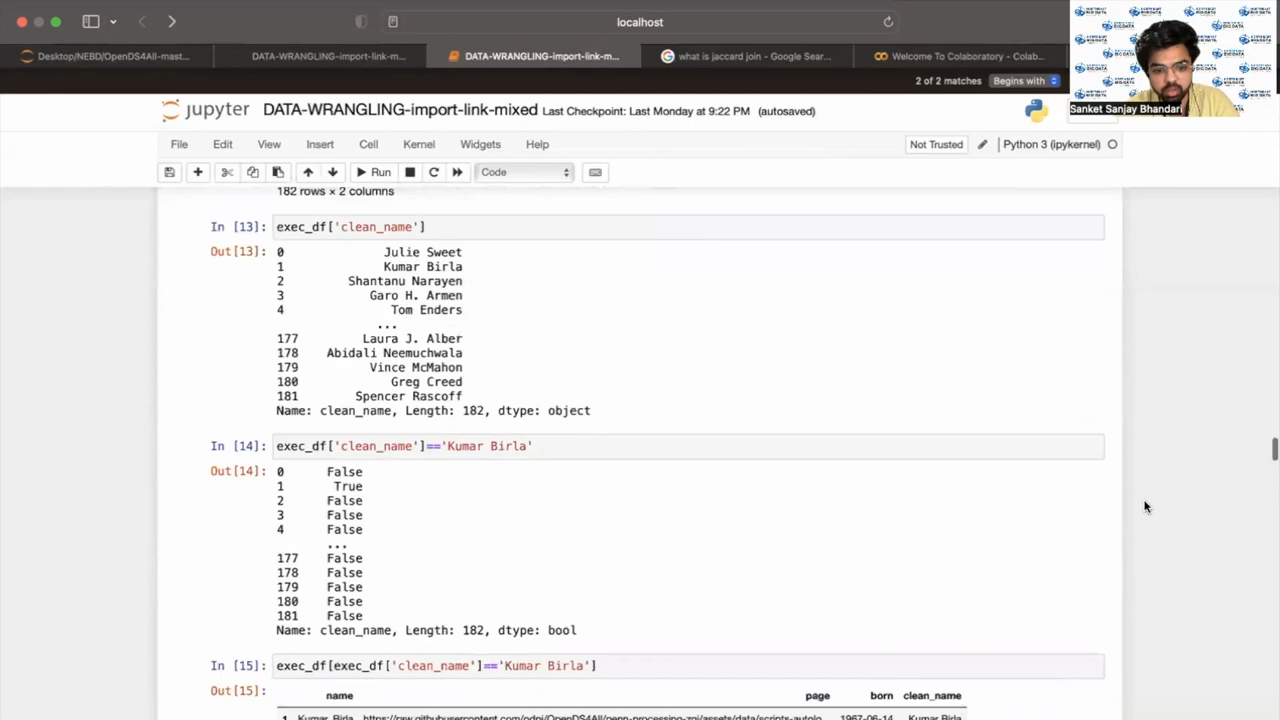 localhost
Desktop/NEBD/OpenDS4All-mast...
DATA-WRANGLING-import-link-m...
DATA-WRANGLING-import-link-m...
what is jaccard join - Google Sear...
Welcome To Colaboratory - Colab...
2 of 2 matches
Begins with
Sanket Sanjay Bhandari
jupyter DATA-WRANGLING-import-link-mixed Last Checkpoint: Last Monday at 9:22 PM (autosaved)
File Edit View Insert Cell Kernel Widgets Help
Not Trusted
Python 3 (ipykernel)
Run
Code
182 rows × 2 columns
In [13]: exec_df['clean_name']
Out[13]: 0 Julie Sweet
1 Kumar Birla
2 Shantanu Narayen
3 Garo H. Armen
4 Tom Enders
...
177 Laura J. Alber
178 Abidali Neemuchwala
179 Vince McMahon
180 Greg Creed
181 Spencer Rascoff
Name: clean_name, Length: 182, dtype: object
In [14]: exec_df['clean_name']=='Kumar Birla'
Out[14]: 0 False
1 True
2 False
3 False
4 False
...
177 False
178 False
179 False
180 False
181 False
Name: clean_name, Length: 182, dtype: bool
In [15]: exec_df[exec_df['clean_name']=='Kumar Birla']
Out[15]:
name page born clean_name
1 Kumar_Birla 1967-06-14 Kumar Birla